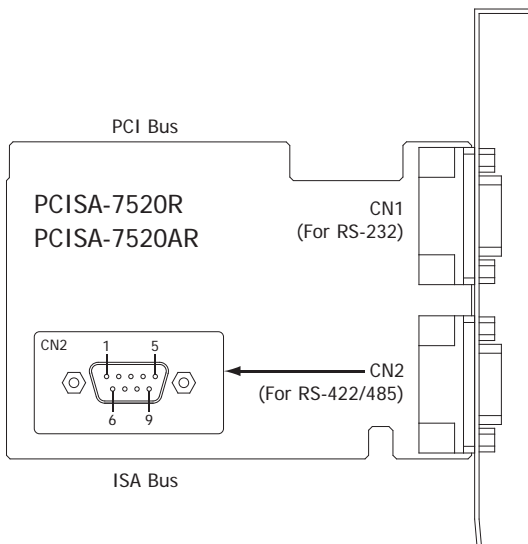 PCI Bus
PCISA-7520R
PCISA-7520AR
CN1
(For RS-232)
CN2
1 5
6 9
CN2
(For RS-422/485)
ISA Bus